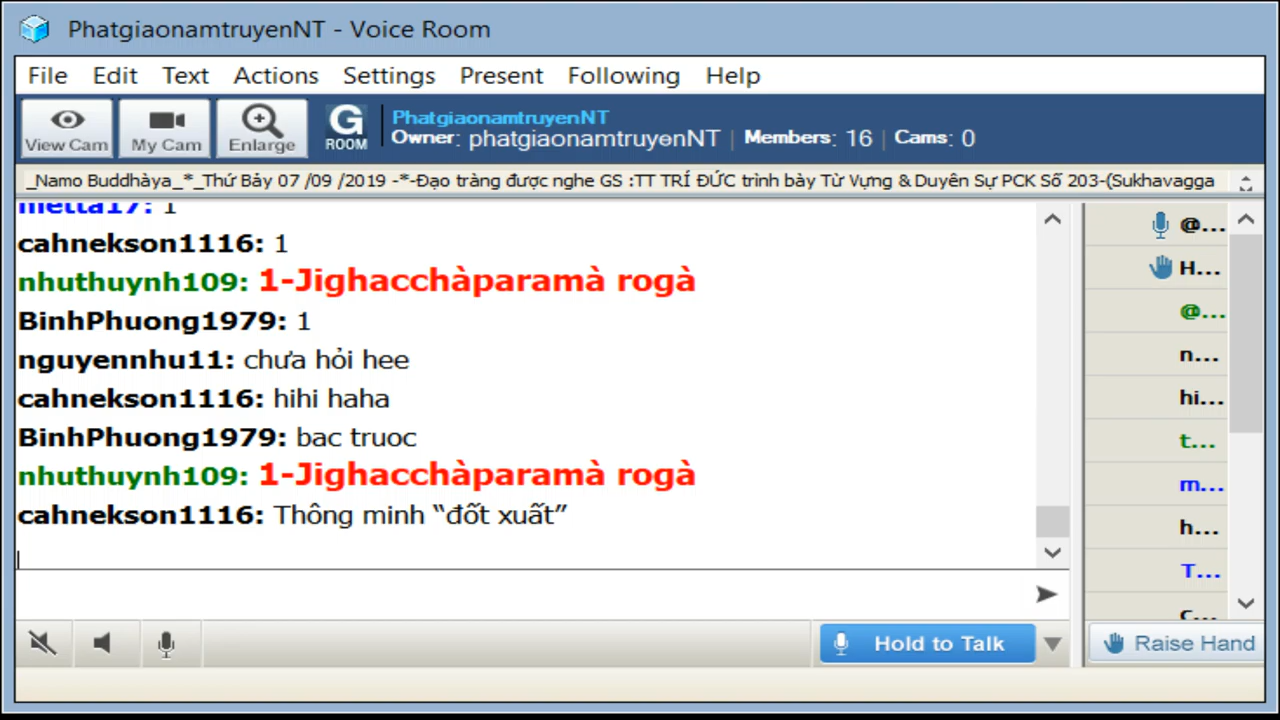 PhatgiaonamtruyenNT - Voice Room
File Edit Text Actions Settings Present Following Help
View Cam My Cam Enlarge G ROOM
PhatgiaonamtruyenNT
Owner: phatgiaonamtruyenNT | Members: 16 | Cams: 0
_Namo Buddhàya_*_Thứ Bảy 07 /09 /2019 -*-Đạo tràng được nghe GS :TT TRÍ ĐỨC trình bày Từ Vựng & Duyên Sự PCK Số 203-(Sukhavagga
metta17: 1
cahnekson1116: 1
nhuthuynh109: 1-Jighacchàparamà rogà
BinhPhuong1979: 1
nguyennhu11: chưa hỏi hee
cahnekson1116: hihi haha
BinhPhuong1979: bac truoc
nhuthuynh109: 1-Jighacchàparamà rogà
cahnekson1116: Thông minh “đốt xuất”
@...
H...
@...
n...
hi...
t...
m...
h...
T...
c...
Hold to Talk
Raise Hand